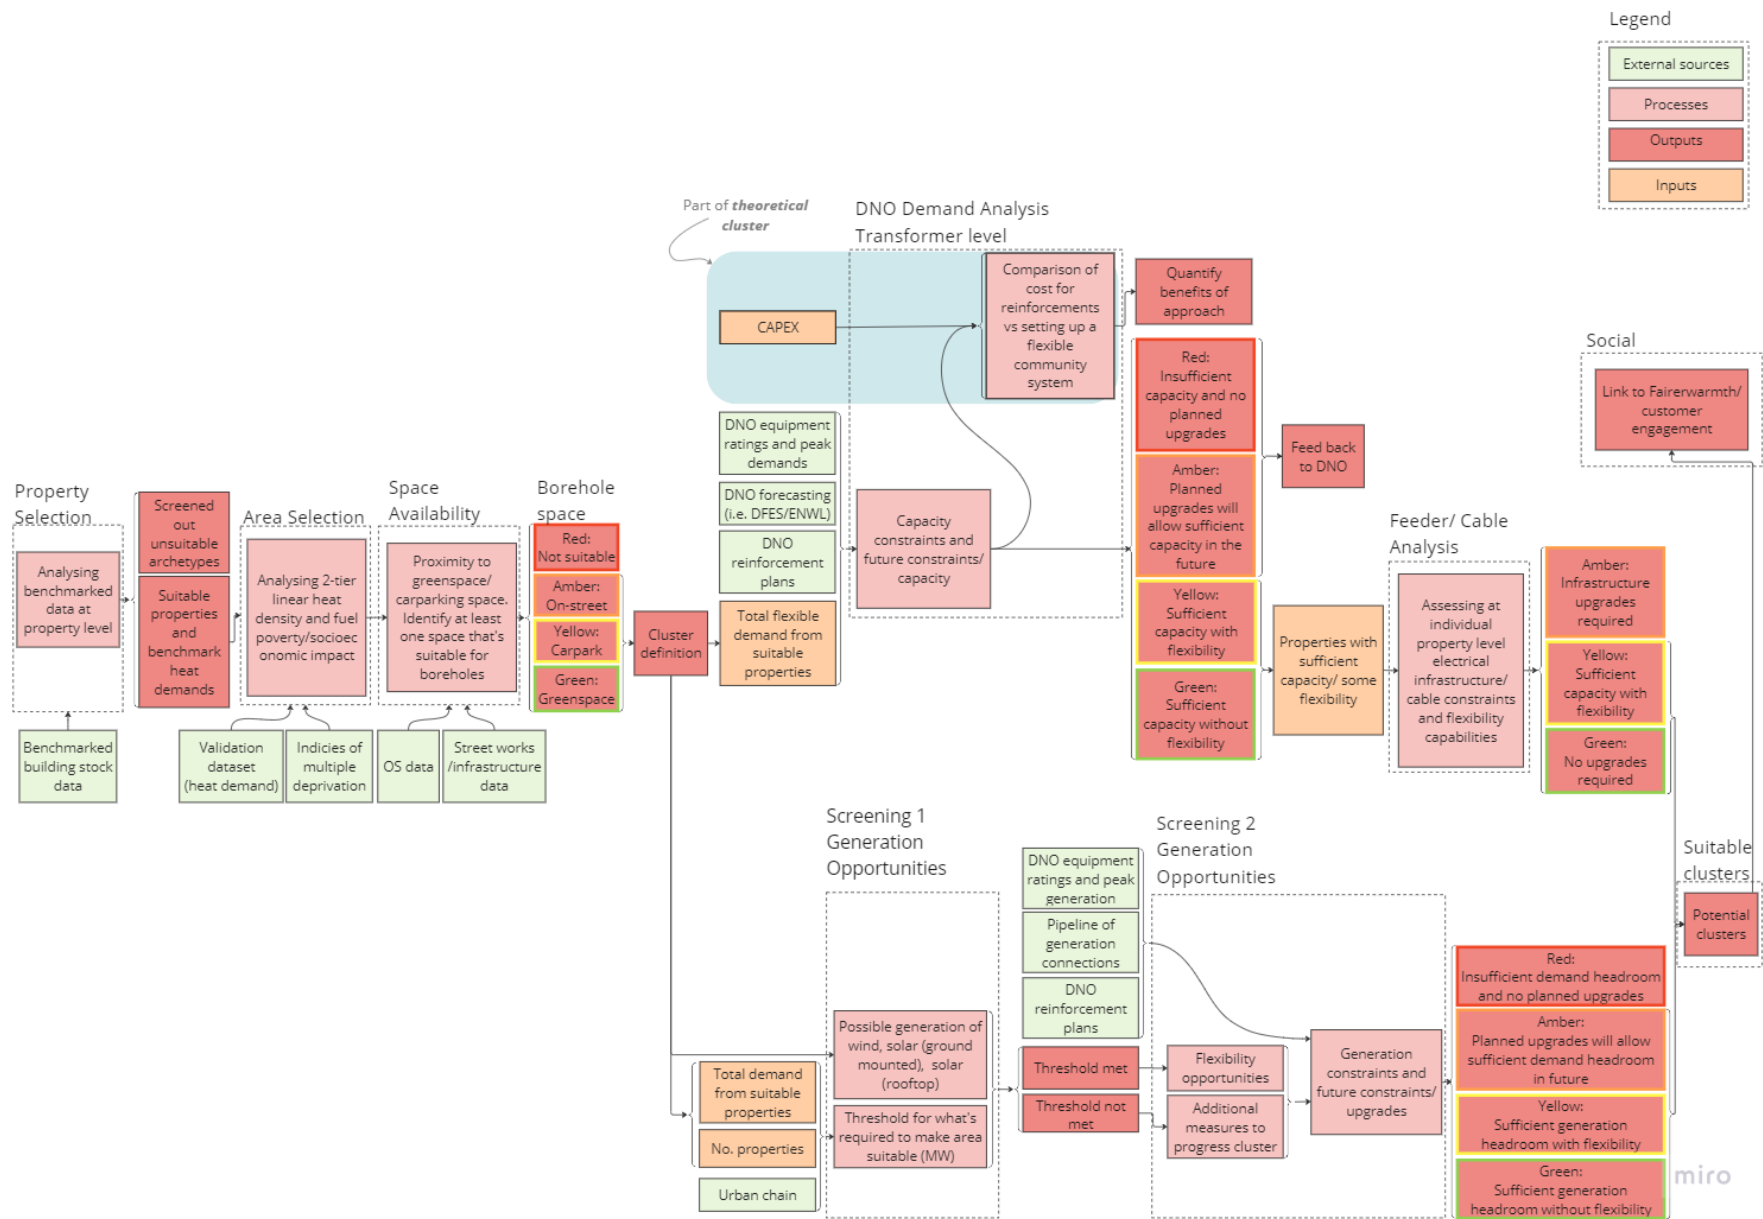 Legend
External sources
Processes
Outputs
Inputs
Part of theoretical
cluster
DNO Demand Analysis
Transformer level
CAPEX
Comparison of
cost for
reinforcements
vs setting up a
flexible
community
system
Quantify
benefits of
approach
DNO equipment
ratings and peak
demands
DNO forecasting
(i.e. DFES/ENWL)
DNO
reinforcement
plans
Total flexible
demand from
suitable
properties
Capacity
constraints and
future constraints/
capacity
Red:
Insufficient
capacity and no
planned
upgrades
Amber:
Planned
upgrades will
allow sufficient
capacity in the
future
Yellow:
Sufficient
capacity with
flexibility
Green:
Sufficient
capacity without
flexibility
Feed back
to DNO
Social
Link to Fairerwarmth/
customer
engagement
Property
Selection
Analysing
benchmarked
data at
property level
Benchmarked
building stock
data
Screened
out
unsuitable
archetypes
Suitable
properties
and
benchmark
heat
demands
Area Selection
Analysing 2-tier
linear heat
density and fuel
poverty/socioec
onomic impact
Validation
dataset
(heat demand)
Indicies of
multiple
deprivation
Space
Availability
Proximity to
greenspace/
carparking space.
Identify at least
one space that's
suitable for
boreholes
OS data
Street works
/infrastructure
data
Borehole
space
Red:
Not suitable
Amber:
On-street
Yellow:
Carpark
Green:
Greenspace
Cluster
definition
Properties with
sufficient
capacity/ some
flexibility
Feeder/ Cable
Analysis
Assessing at
individual
property level
electrical
infrastructure/
cable constraints
and flexibility
capabilities
Amber:
Infrastructure
upgrades
required
Yellow:
Sufficient
capacity with
flexibility
Green:
No upgrades
required
Screening 1
Generation
Opportunities
Total demand
from suitable
properties
No. properties
Urban chain
Possible generation of
wind, solar (ground
mounted), solar
(rooftop)
Threshold for what's
required to make area
suitable (MW)
DNO equipment
ratings and peak
generation
Pipeline of
generation
connections
DNO
reinforcement
plans
Threshold met
Threshold not
met
Screening 2
Generation
Opportunities
Flexibility
opportunities
Additional
measures to
progress cluster
Generation
constraints and
future constraints/
upgrades
Red:
Insufficient demand headroom
and no planned upgrades
Amber:
Planned upgrades will allow
sufficient demand headroom
in future
Yellow:
Sufficient generation
headroom with flexibility
Green:
Sufficient generation
headroom without flexibility
Suitable
clusters
Potential
clusters
miro